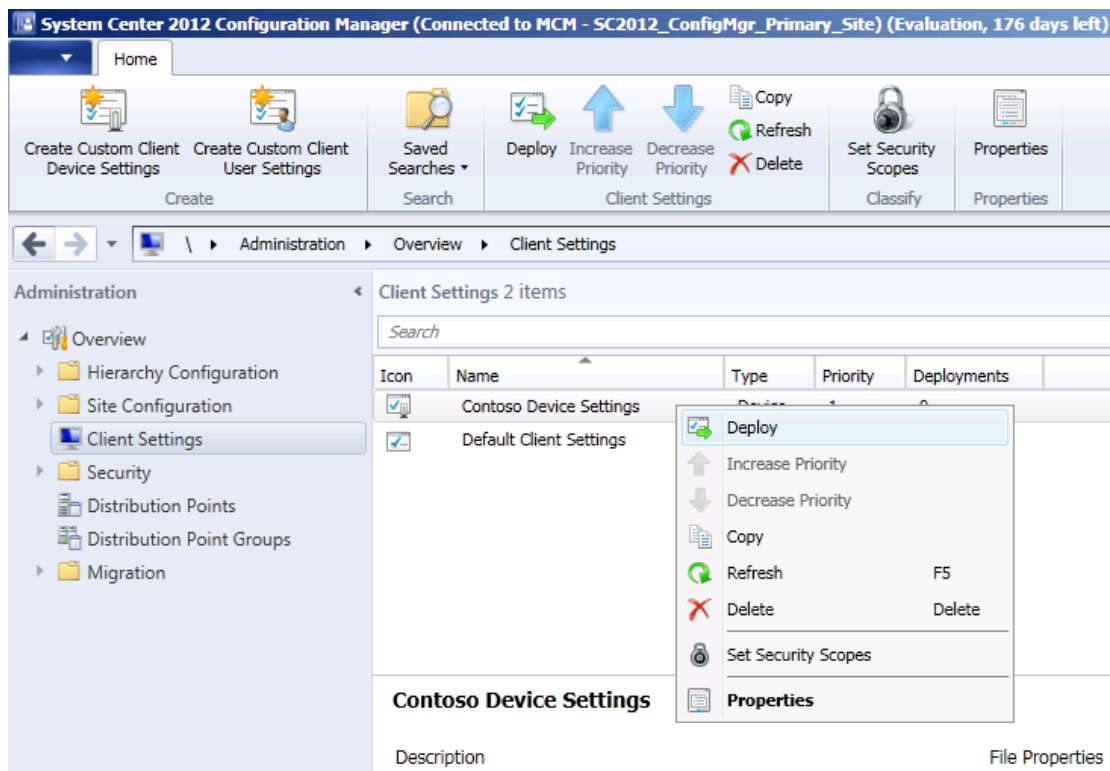 System Center 2012 Configuration Manager (Connected to MCM - SC2012_ConfigMgr_Primary_Site) (Evaluation, 176 days left)
Home
Create Custom Client Device Settings
Create Custom Client User Settings
Create
Saved Searches
Search
Deploy
Increase Priority
Decrease Priority
Copy
Refresh
Delete
Client Settings
Set Security Scopes
Classify
Properties
Properties
\ Administration Overview Client Settings
Administration
Overview
Hierarchy Configuration
Site Configuration
Client Settings
Security
Distribution Points
Distribution Point Groups
Migration
Client Settings 2 items
Search
Icon Name Type Priority Deployments
Contoso Device Settings Device 1 0
Default Client Settings
Deploy
Increase Priority
Decrease Priority
Copy
Refresh F5
Delete Delete
Set Security Scopes
Properties
Contoso Device Settings
Description File Properties